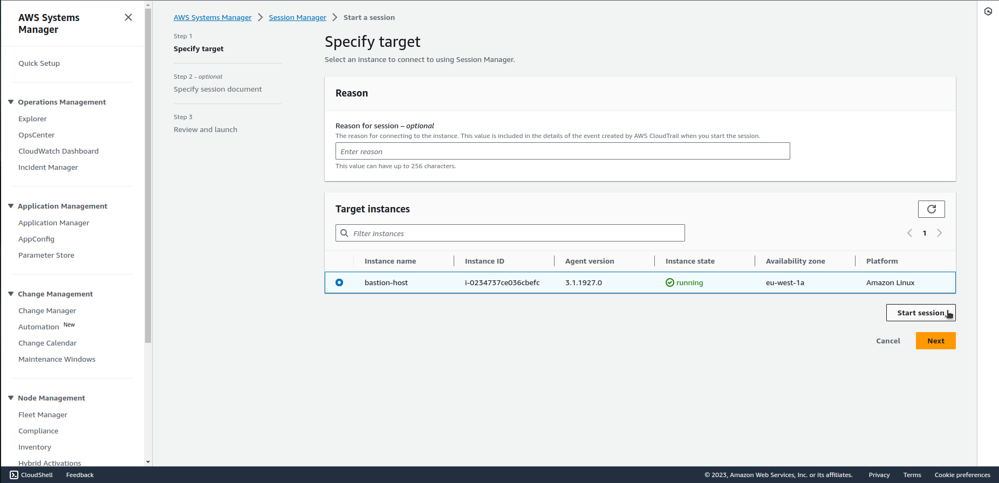 AWS Systems
Manager
Quick Setup
Operations Management
Explorer
OpsCenter
CloudWatch Dashboard
Incident Manager
Application Management
Application Manager
AppConfig
Parameter Store
Change Management
Change Manager
Automation New
Change Calendar
Maintenance Windows
Node Management
Fleet Manager
Compliance
Inventory
Hybrid Activations
AWS Systems Manager Session Manager Start a session
Step 1
Specify target
Step 2 - optional
Specify session document
Step 3
Review and launch
Specify target
Select an instance to connect to using Session Manager.
Reason
Reason for session – optional
The reason for connecting to the instance. This value is included in the details of the event created by AWS CloudTrail when you start the session.
Enter reason
This value can have up to 256 characters.
Target instances
Filter instances
1
Instance name Instance ID Agent version Instance state Availability zone Platform
bastion-host i-0234737ce036cbefc 3.1.1927.0 running eu-west-1a Amazon Linux
Start session
Cancel Next
CloudShell Feedback © 2023, Amazon Web Services, Inc. or its affiliates. Privacy Terms Cookie preferences